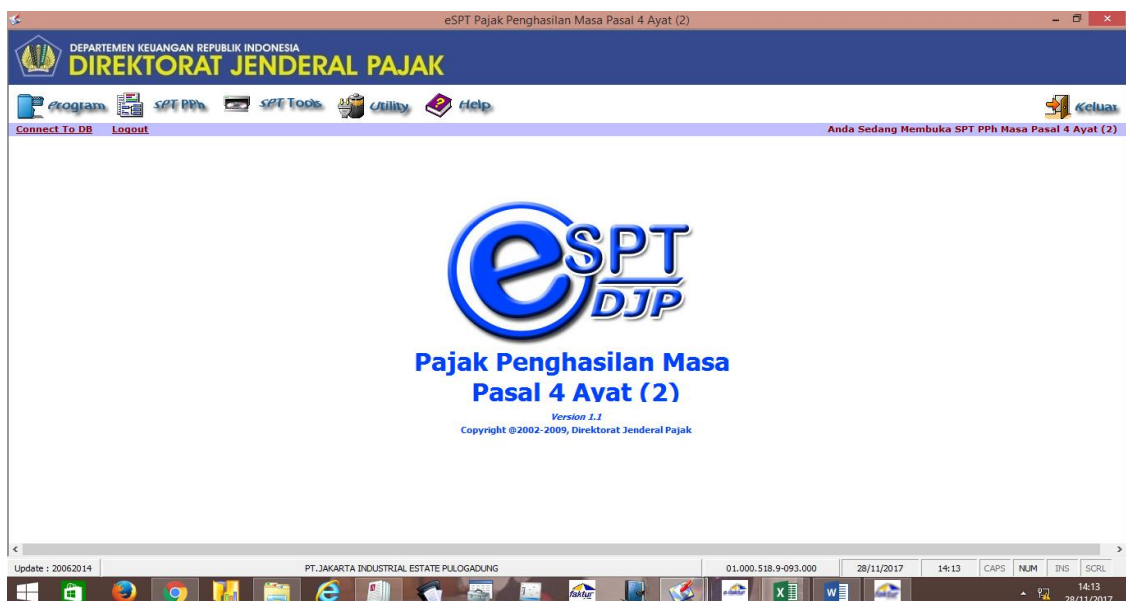 eSPT Pajak Penghasilan Masa Pasal 4 Ayat (2)
DEPARTEMEN KEUANGAN REPUBLIK INDONESIA
DIREKTORAT JENDERAL PAJAK
Program SPT PPh SPT Tools Utility Help Keluar
Connect To DB Logout Anda Sedang Membuka SPT PPh Masa Pasal 4 Ayat (2)
eSPT
DJP
Pajak Penghasilan Masa
Pasal 4 Ayat (2)
Version 1.1
Copyright @2002-2009, Direktorat Jenderal Pajak
Update : 20062014 PT.JAKARTA INDUSTRIAL ESTATE PULOGADUNG 01.000.518.9-093.000 28/11/2017 14:13 CAPS NUM INS SCRL
faktur
14:13
28/11/2017